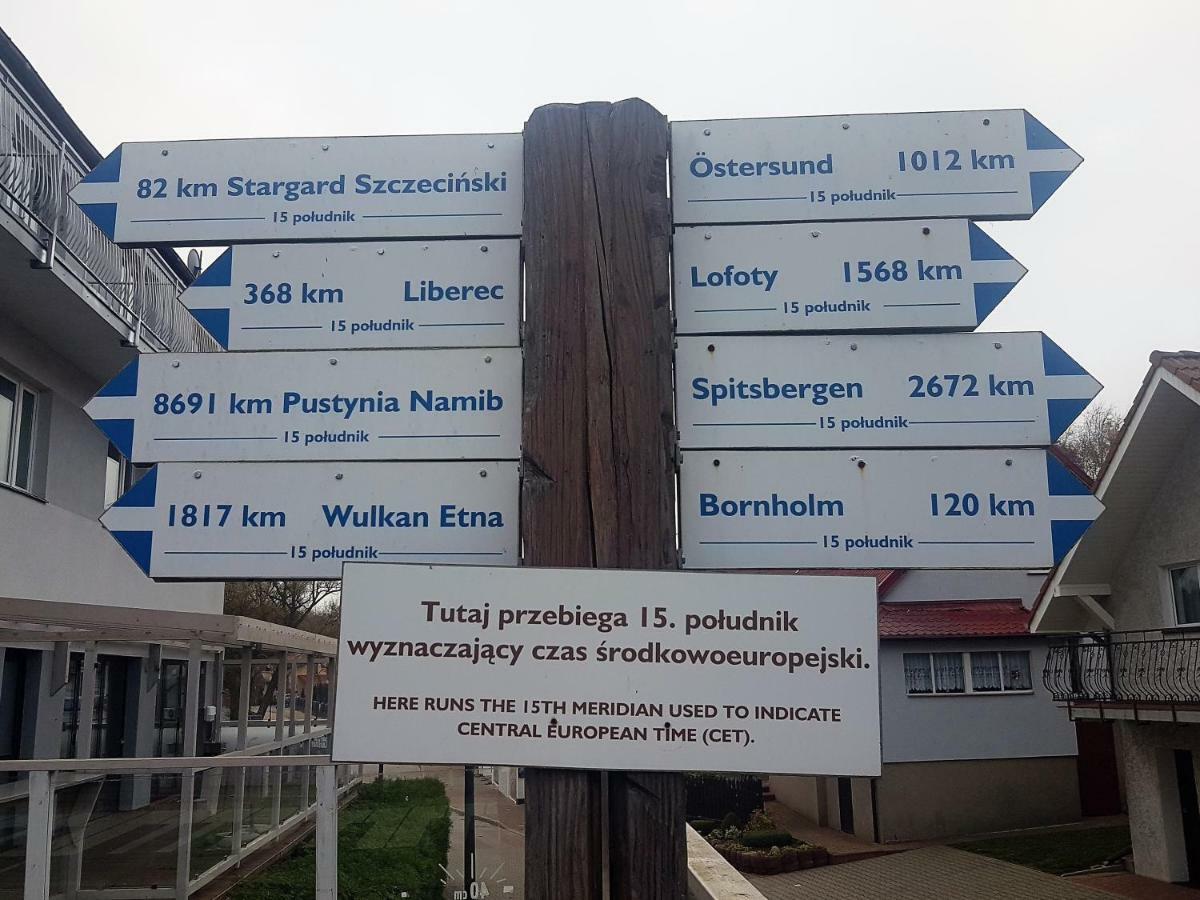 82 km Stargard Szczeciński
15 południk
368 km Liberec
15 południk
8691 km Pustynia Namib
15 południk
1817 km Wulkan Etna
15 południk
Östersund 1012 km
15 południk
Lofoty 1568 km
15 południk
Spitsbergen 2672 km
15 południk
Bornholm 120 km
15 południk
Tutaj przebiega 15. południk
wyznaczający czas środkowoeuropejski.
HERE RUNS THE 15TH MERIDIAN USED TO INDICATE
CENTRAL EUROPEAN TIME (CET).
40 cm